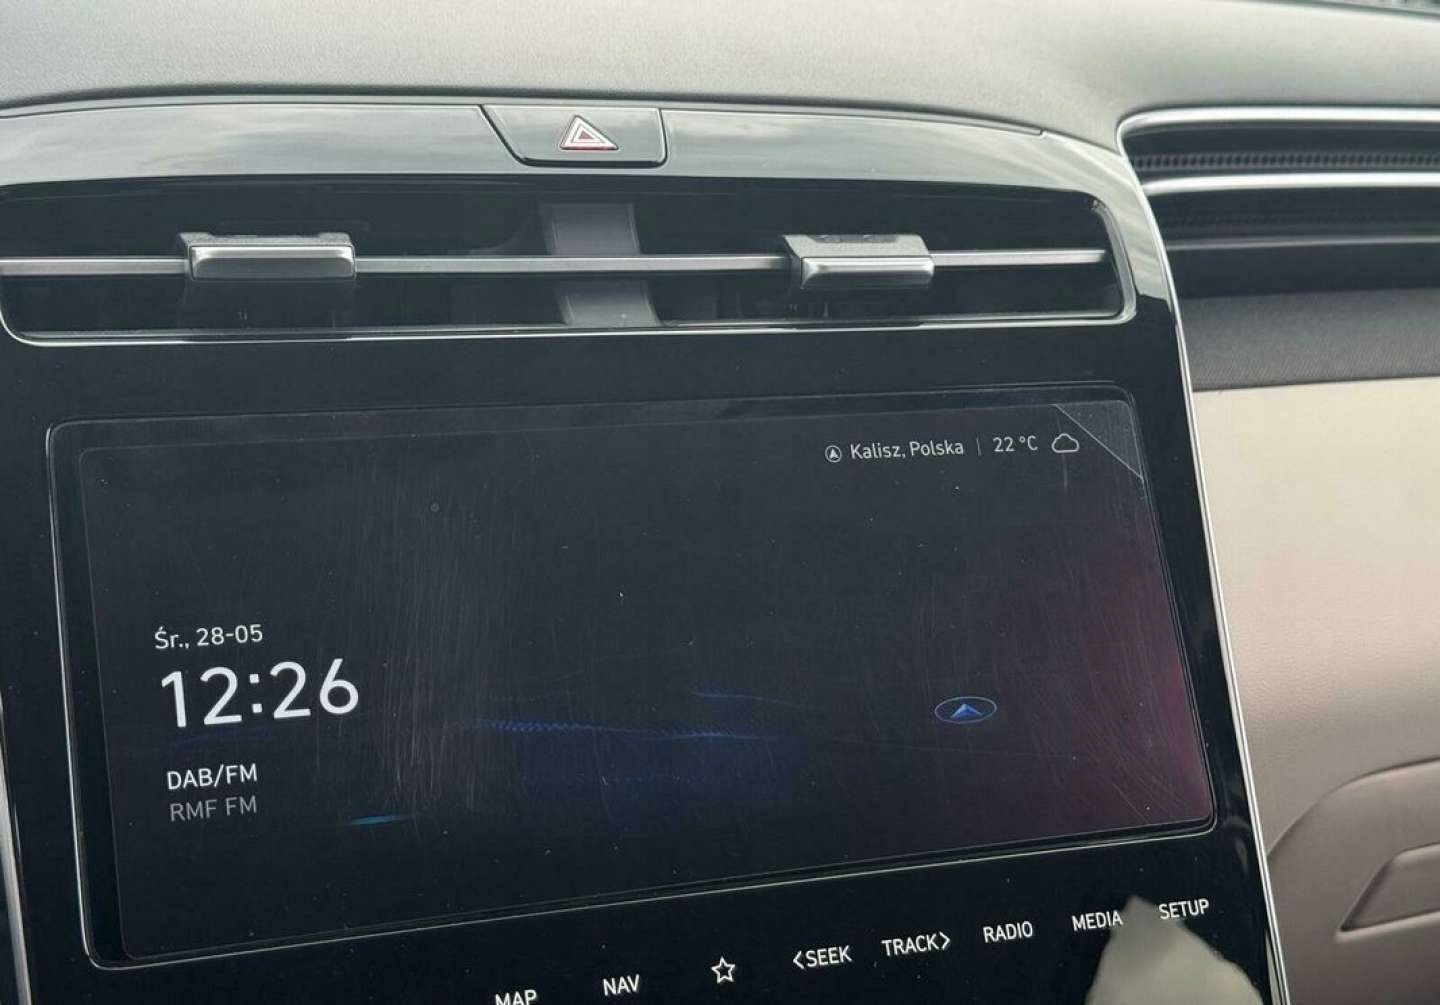 Kalisz, Polska | 22 °C
Śr., 28-05
12:26
DAB/FM
RMF FM
MAP NAV <SEEK TRACK> RADIO MEDIA SETUP